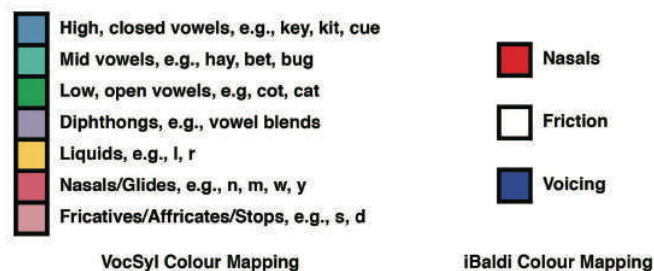 High, closed vowels, e.g., key, kit, cue
Mid vowels, e.g., hay, bet, bug
Low, open vowels, e.g, cot, cat
Diphthongs, e.g., vowel blends
Liquids, e.g., l, r
Nasals/Glides, e.g., n, m, w, y
Fricatives/Affricates/Stops, e.g., s, d
VocSyl Colour Mapping
Nasals
Friction
Voicing
iBaldi Colour Mapping